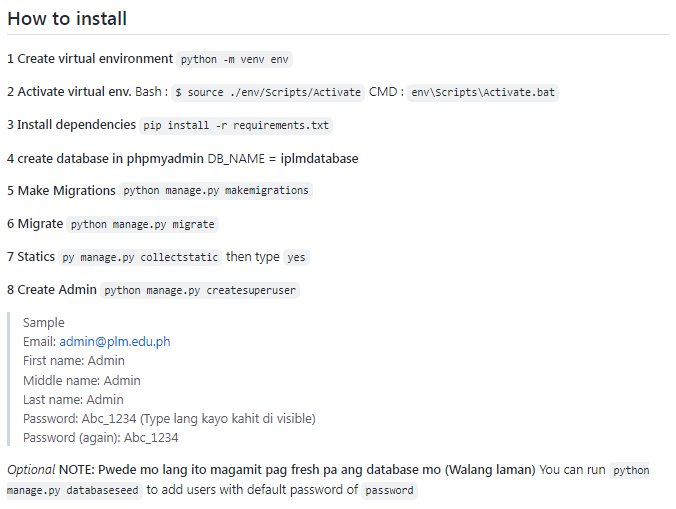 How to install
1 Create virtual environment python -m venv env
2 Activate virtual env. Bash : $ source ./env/Scripts/Activate CMD : env\Scripts\Activate.bat
3 Install dependencies pip install -r requirements.txt
4 create database in phpmyadmin DB_NAME = iplmdatabase
5 Make Migrations python manage.py makemigrations
6 Migrate python manage.py migrate
7 Statics py manage.py collectstatic then type yes
8 Create Admin python manage.py createsuperuser
Sample
Email: admin@plm.edu.ph
First name: Admin
Middle name: Admin
Last name: Admin
Password: Abc_1234 (Type lang kayo kahit di visible)
Password (again): Abc_1234
Optional NOTE: Pwede mo lang ito magamit pag fresh pa ang database mo (Walang laman) You can run python
manage.py databaseseed to add users with default password of password